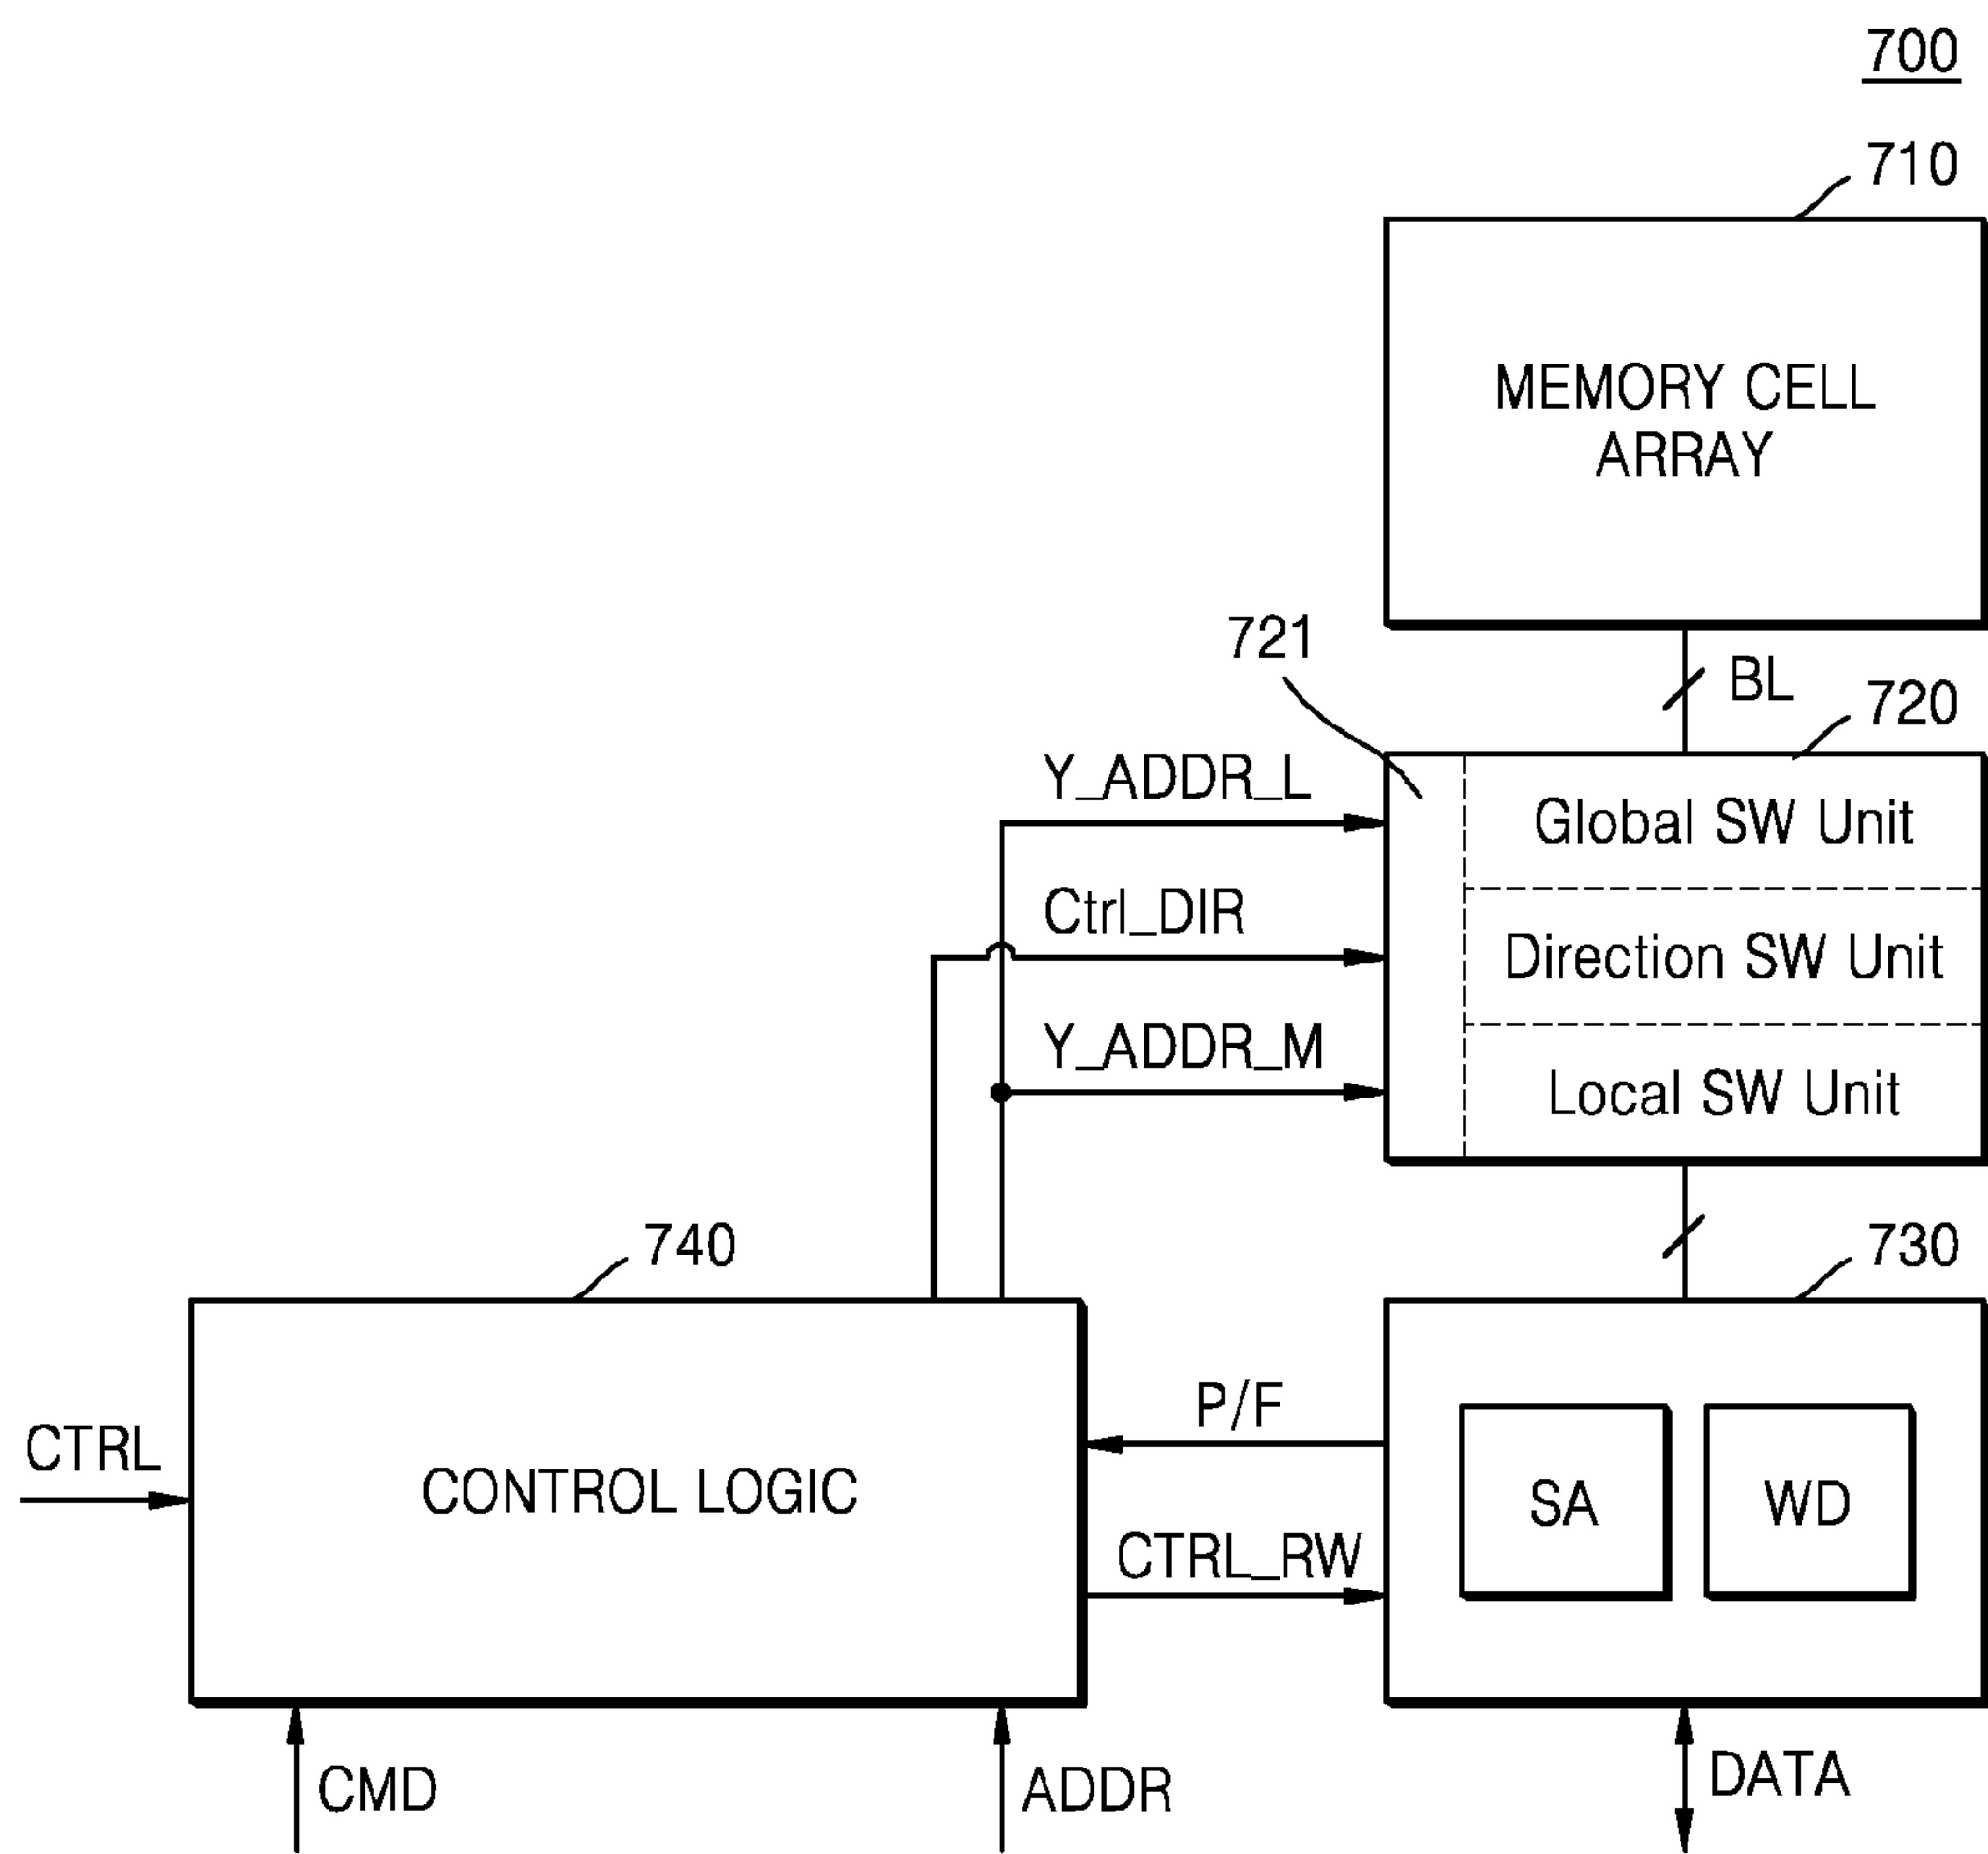 700
710
MEMORY CELL
ARRAY
721
BL
720
Y_ADDR_L
Global SW Unit
Ctrl_DIR
Direction SW Unit
Y_ADDR_M
Local SW Unit
740
730
P/F
CTRL
CONTROL LOGIC
SA
WD
CTRL_RW
CMD
ADDR
DATA